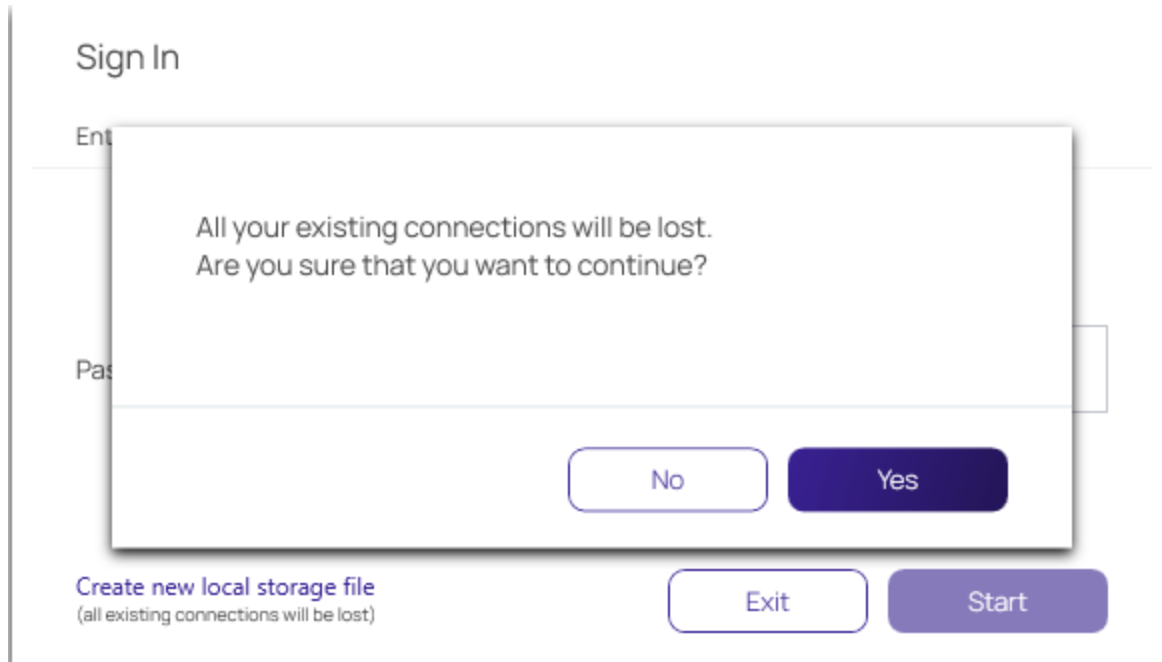 Sign In
All your existing connections will be lost.
Are you sure that you want to continue?
No
Yes
Create new local storage file
(all existing connections will be lost)
Exit
Start